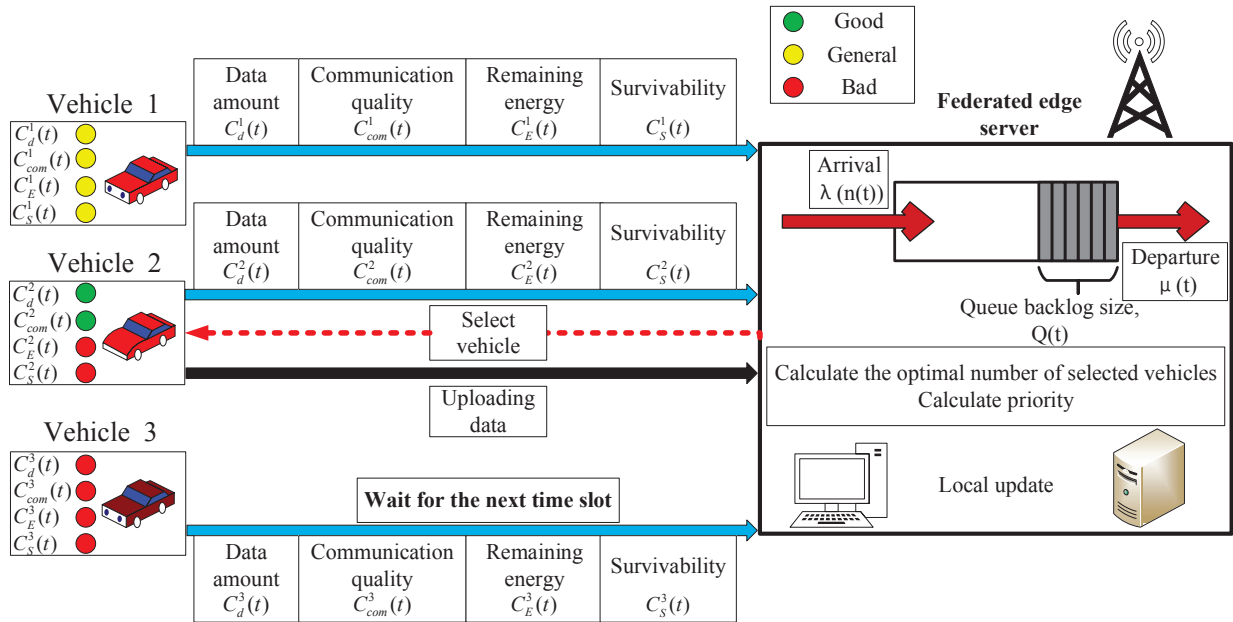 Good
General
Bad
Federated edge
server
Vehicle 1
C_d^1(t)
C_com^1(t)
C_E^1(t)
C_S^1(t)
Data
amount
C_d^1(t)
Communication
quality
C_com^1(t)
Remaining
energy
C_E^1(t)
Survivability
C_S^1(t)
Vehicle 2
C_d^2(t)
C_com^2(t)
C_E^2(t)
C_S^2(t)
Data
amount
C_d^2(t)
Communication
quality
C_com^2(t)
Remaining
energy
C_E^2(t)
Survivability
C_S^2(t)
Select
vehicle
Uploading
data
Vehicle 3
C_d^3(t)
C_com^3(t)
C_E^3(t)
C_S^3(t)
Wait for the next time slot
Data
amount
C_d^3(t)
Communication
quality
C_com^3(t)
Remaining
energy
C_E^3(t)
Survivability
C_S^3(t)
Arrival
λ (n(t))
Departure
μ (t)
Queue backlog size,
Q(t)
Calculate the optimal number of selected vehicles
Calculate priority
Local update